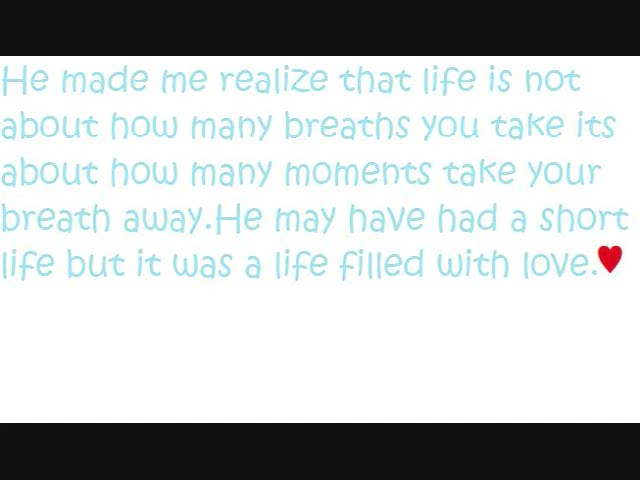 He made me realize that life is not
about how many breaths you take its
about how many moments take your
breath away.He may have had a short
life but it was a life filled with love.♥